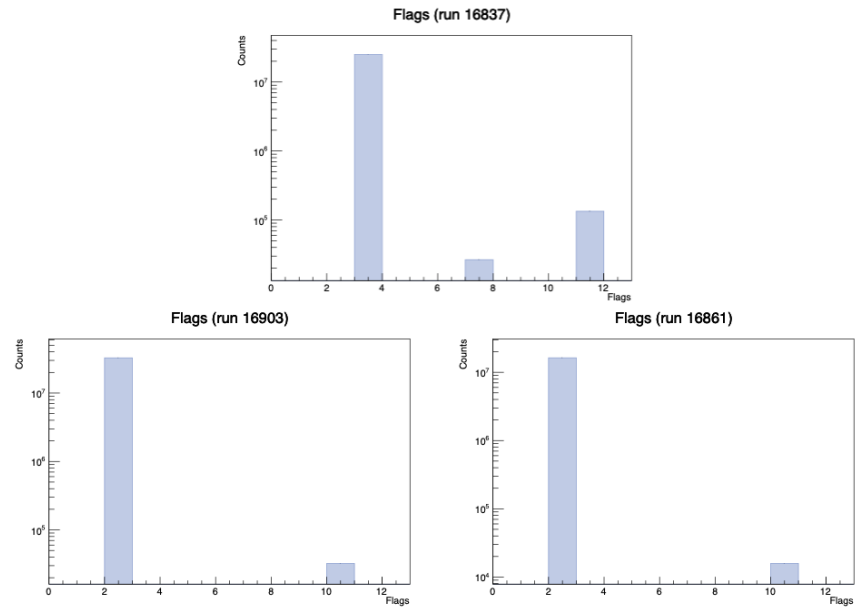 Flags (run 16837)
Counts
10^7
10^6
10^5
0 2 4 6 8 10 12
Flags
Flags (run 16903)
Counts
10^7
10^6
10^5
0 2 4 6 8 10 12
Flags
Flags (run 16861)
Counts
10^7
10^6
10^5
10^4
0 2 4 6 8 10 12
Flags